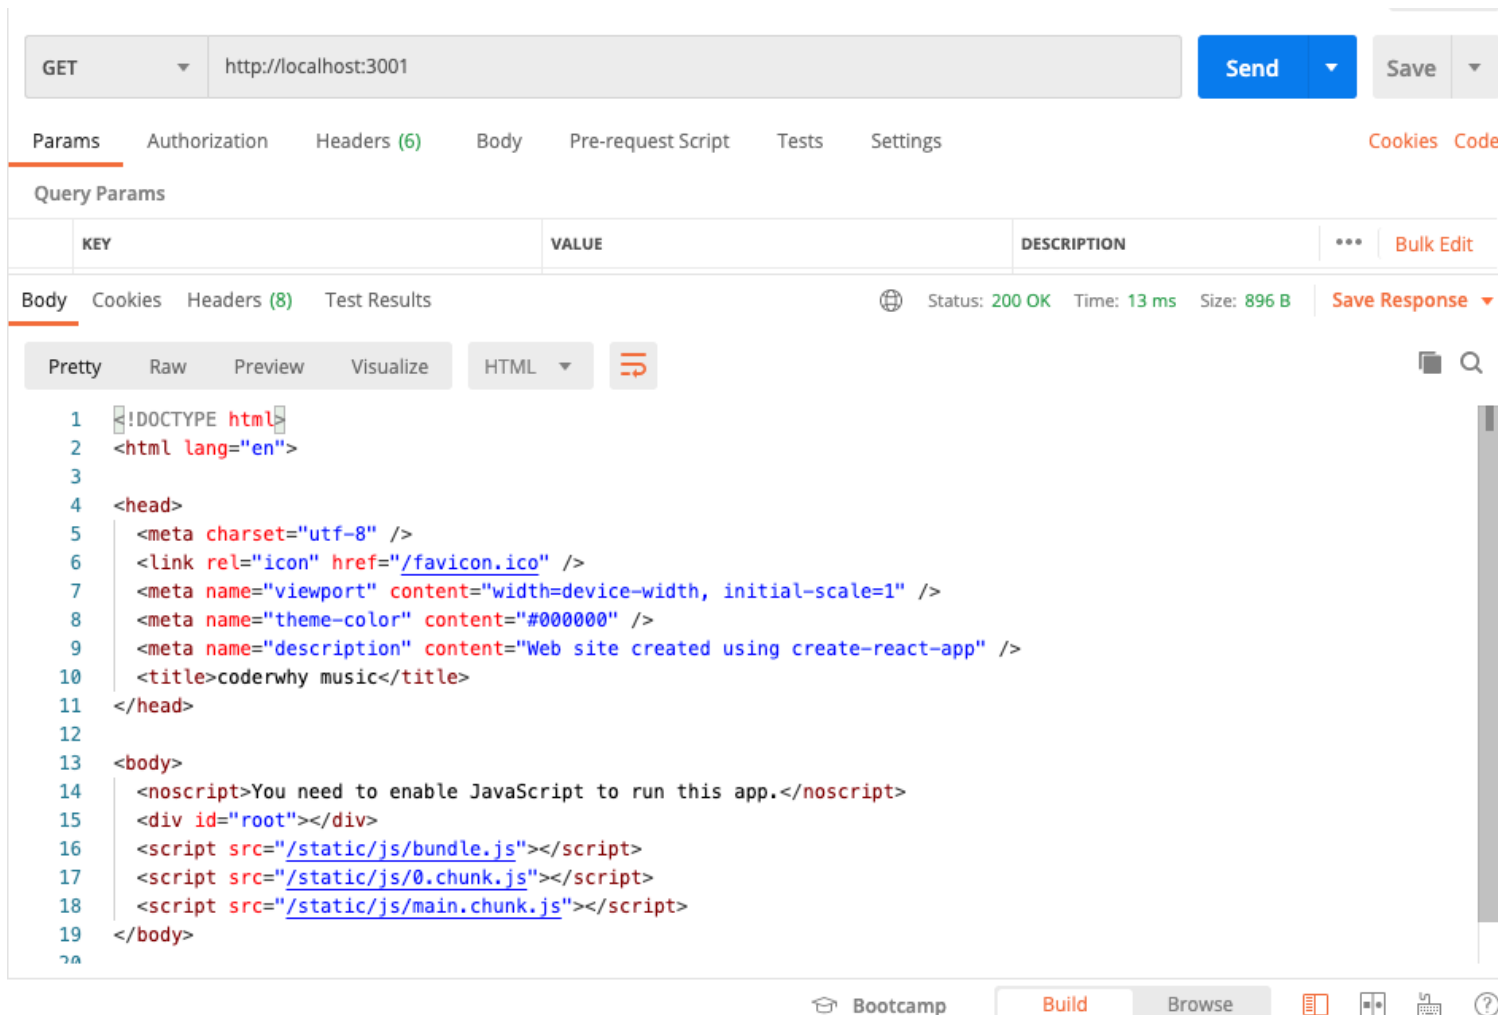 GET http://localhost:3001 Send Save
Params Authorization Headers (6) Body Pre-request Script Tests Settings Cookies Code
Query Params
KEY VALUE DESCRIPTION ••• Bulk Edit
Body Cookies Headers (8) Test Results Status: 200 OK Time: 13 ms Size: 896 B Save Response
Pretty Raw Preview Visualize HTML
1 <!DOCTYPE html>
2 <html lang="en">
3
4 <head>
5 <meta charset="utf-8" />
6 <link rel="icon" href="/favicon.ico" />
7 <meta name="viewport" content="width=device-width, initial-scale=1" />
8 <meta name="theme-color" content="#000000" />
9 <meta name="description" content="Web site created using create-react-app" />
10 <title>coderwhy music</title>
11 </head>
12
13 <body>
14 <noscript>You need to enable JavaScript to run this app.</noscript>
15 <div id="root"></div>
16 <script src="/static/js/bundle.js"></script>
17 <script src="/static/js/0.chunk.js"></script>
18 <script src="/static/js/main.chunk.js"></script>
19 </body>
20
Bootcamp Build Browse